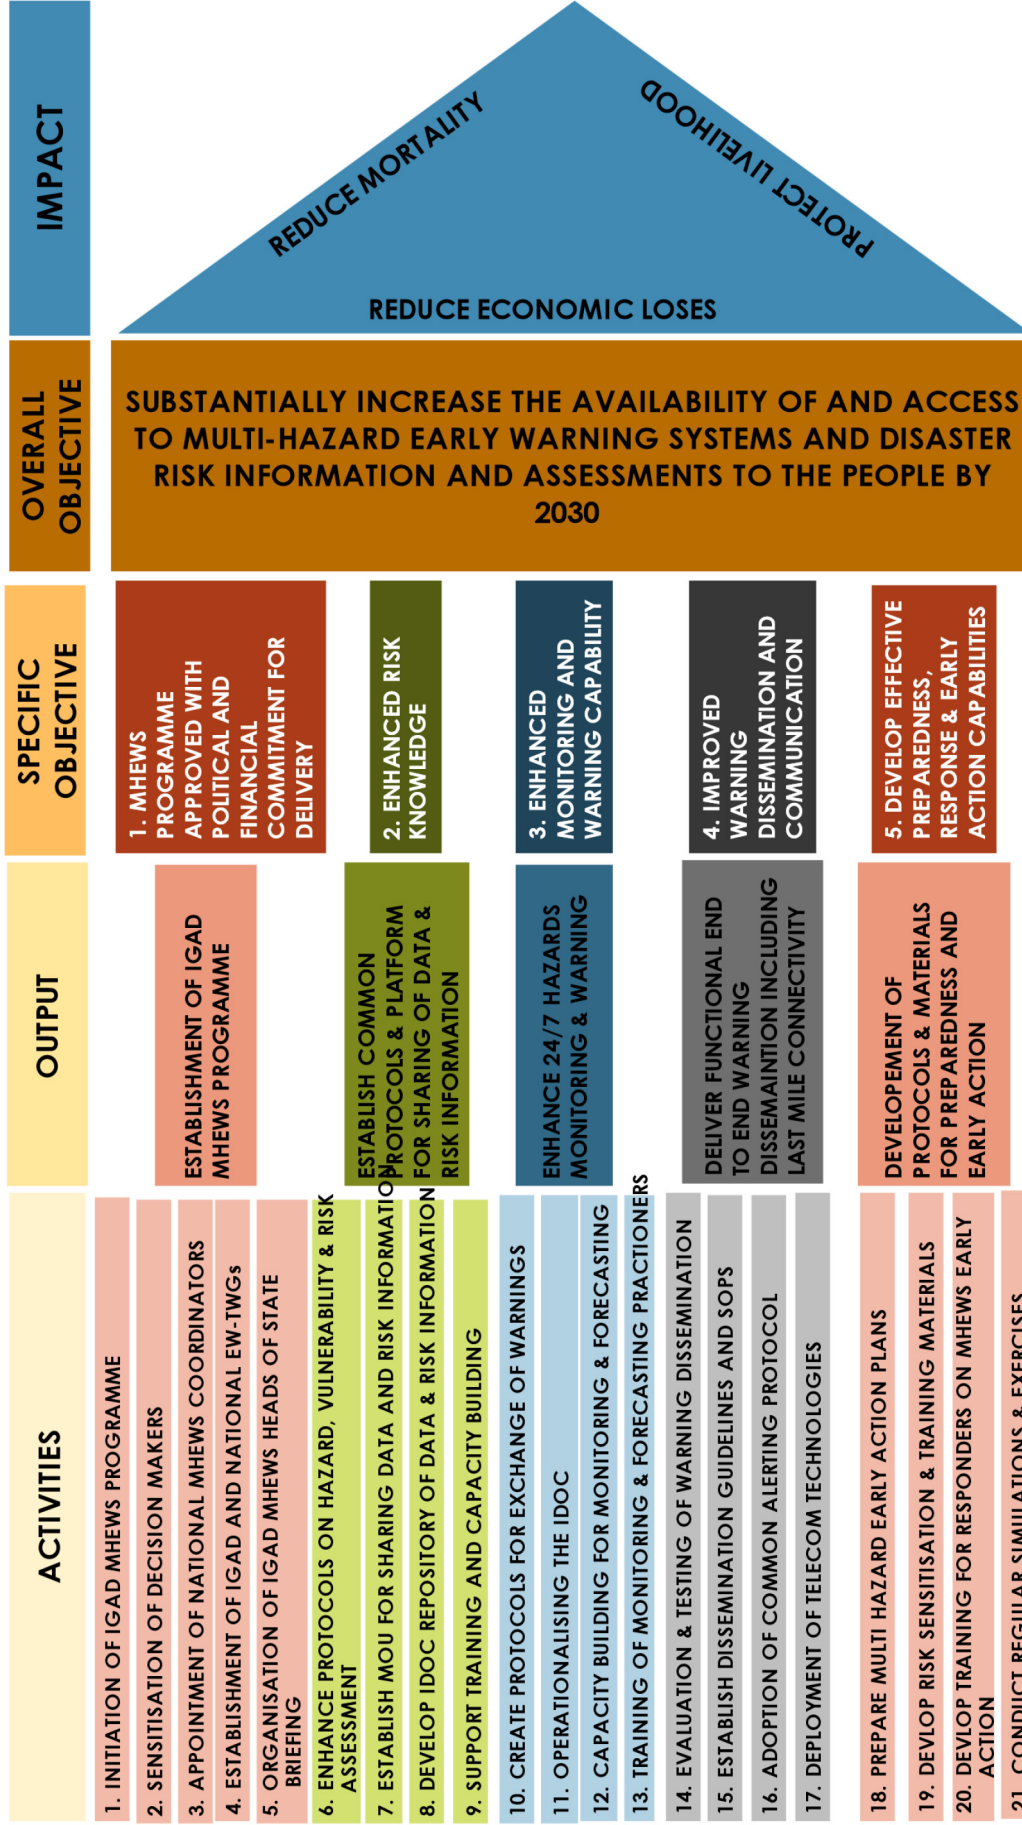 ACTIVITIES
1. INITIATION OF IGAD MHEWS PROGRAMME
2. SENSITISATION OF DECISION MAKERS
3. APPOINTMENT OF NATIONAL MHEWS COORDINATORS
4. ESTABLISHMENT OF IGAD AND NATIONAL EW-TWGs
5. ORGANISATION OF IGAD MHEWS HEADS OF STATE
BRIEFING
6. ENHANCE PROTOCOLS ON HAZARD, VULNERABILITY & RISK
ASSESSMENT
7. ESTABLISH MOU FOR SHARING DATA AND RISK INFORMATION
8. DEVELOP IDOC REPOSITORY OF DATA & RISK INFORMATION
9. SUPPORT TRAINING AND CAPACITY BUILDING
10. CREATE PROTOCOLS FOR EXCHANGE OF WARNINGS
11. OPERATIONALISING THE IDOC
12. CAPACITY BUILDING FOR MONITORING & FORECASTING
13. TRAINING OF MONITORING & FORECASTING PRACTIONERS
14. EVALUATION & TESTING OF WARNING DISSEMINATION
15. ESTABLISH DISSEMINATION GUIDELINES AND SOPS
16. ADOPTION OF COMMON ALERTING PROTOCOL
17. DEPLOYMENT OF TELECOM TECHNOLOGIES
18. PREPARE MULTI HAZARD EARLY ACTION PLANS
19. DEVELOP RISK SENSITISATION & TRAINING MATERIALS
20. DEVELOP TRAINING FOR RESPONDERS ON MHEWS EARLY
ACTION
21. CONDUCT REGULAR SIMULATIONS & EXERCISES
OUTPUT
ESTABLISHMENT OF IGAD
MHEWS PROGRAMME
ESTABLISH COMMON
PROTOCOLS & PLATFORM
FOR SHARING OF DATA &
RISK INFORMATION
ENHANCE 24/7 HAZARDS
MONITORING & WARNING
DELIVER FUNCTIONAL END
TO END WARNING
DISSEMAINTION INCLUDING
LAST MILE CONNECTIVITY
DEVELOPEMENT OF
PROTOCOLS & MATERIALS
FOR PREPAREDNESS AND
EARLY ACTION
SPECIFIC
OBJECTIVE
1. MHEWS
PROGRAMME
APPROVED WITH
POLITICAL AND
FINANCIAL
COMMITMENT FOR
DELIVERY
2. ENHANCED RISK
KNOWLEDGE
3. ENHANCED
MONITORING AND
WARNING CAPABILITY
4. IMPROVED
WARNING
DISSEMINATION AND
COMMUNICATION
5. DEVELOP EFFECTIVE
PREPAREDNESS,
RESPONSE & EARLY
ACTION CAPABILITIES
OVERALL
OBJECTIVE
SUBSTANTIALLY INCREASE THE AVAILABILITY OF AND ACCESS
TO MULTI-HAZARD EARLY WARNING SYSTEMS AND DISASTER
RISK INFORMATION AND ASSESSMENTS TO THE PEOPLE BY
2030
IMPACT
REDUCE MORTALITY
PROTECT LIVELIHOOD
REDUCE ECONOMIC LOSES